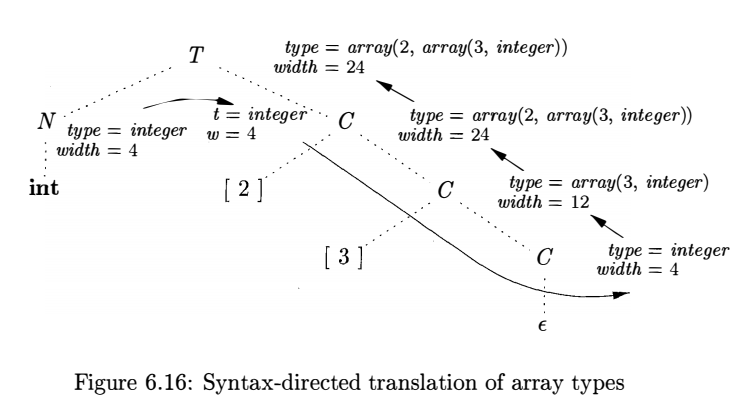 T
type = array(2, array(3, integer))
width = 24
N
type = integer
width = 4
t = integer
w = 4
C
type = array(2, array(3, integer))
width = 24
int
[ 2 ]
C
type = array(3, integer)
width = 12
[ 3 ]
C
type = integer
width = 4
ϵ
Figure 6.16: Syntax-directed translation of array types